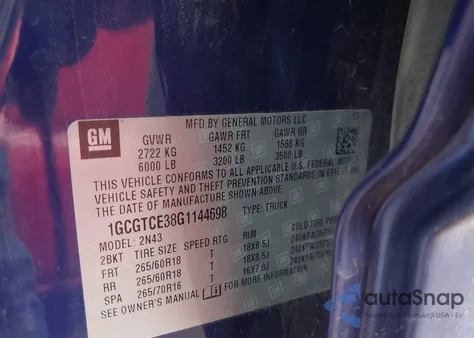 GM
MFD BY GENERAL MOTORS LLC
GVWR GAWR FRT GAWR RR
2722 KG 1452 KG 1588 KG
6000 LB 3200 LB 3500 LB
THIS VEHICLE CONFORMS TO ALL APPLICABLE U.S. FEDERAL MOTOR
VEHICLE SAFETY AND THEFT PREVENTION STANDARDS IN EFFECT ON
THE DATE OF MANUFACTURE SHOWN ABOVE.
1GCGTCE38G1144698 TYPE: TRUCK
MODEL: 2N43
2BKT TIRE SIZE SPEED RTG RIM COLD TIRE
FRT 265/60R18 T 18X8.5J
RR 265/60R18 T 18X8.5J
SPA 265/70R16 T 16X7.0J
SEE OWNER'S MANUAL FOR MORE INFORMATION.
autaSnap